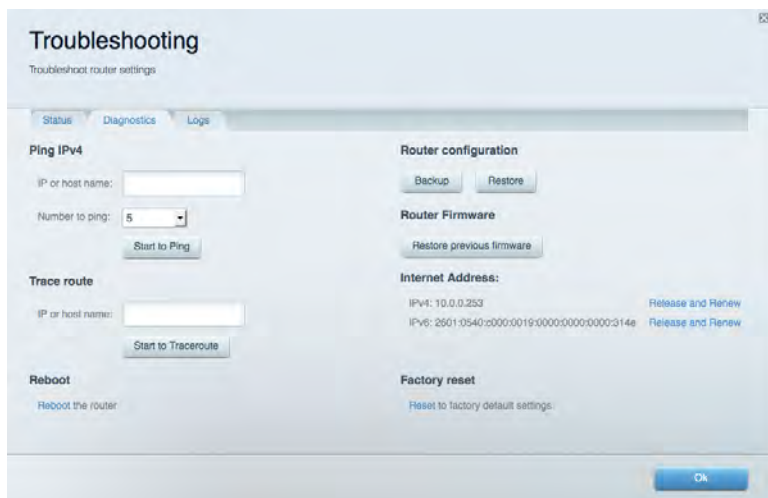 Troubleshooting
Troubleshoot router settings
Status
Diagnostics
Logs
Ping IPv4
IP or host name:
Number to ping: 5
Start to Ping
Trace route
IP or host name:
Start to Traceroute
Reboot
Reboot the router
Router configuration
Backup
Restore
Router Firmware
Restore previous firmware
Internet Address:
IPv4: 10.0.0.253 Release and Renew
IPv6: 2601:0540:c000:0019:0000:0000:0000:314e Release and Renew
Factory reset
Reset to factory default settings
Ok